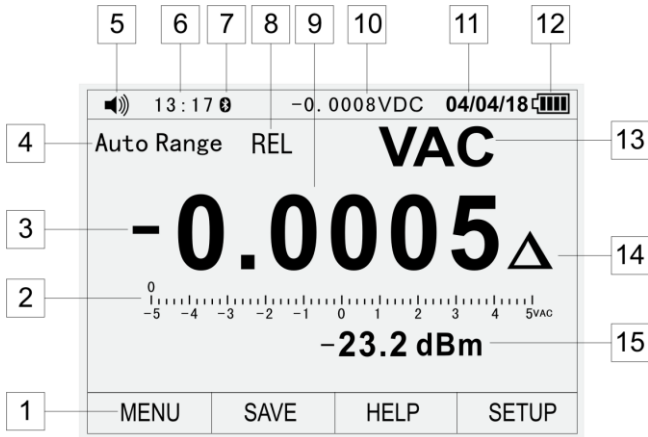 5 6 7 8 9 10 11 12
13:17 -0.0008VDC 04/04/18
4 Auto Range REL VAC 13
3 -0.0005 Δ 14
2 0
-5 -4 -3 -2 -1 0 1 2 3 4 5VAC
-23.2 dBm 15
1 MENU SAVE HELP SETUP